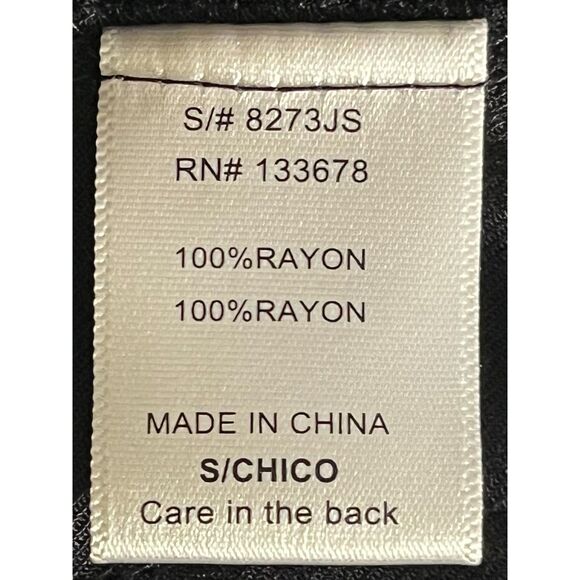 S/# 8273JS
RN# 133678
100%RAYON
100%RAYON
MADE IN CHINA
S/CHICO
Care in the back